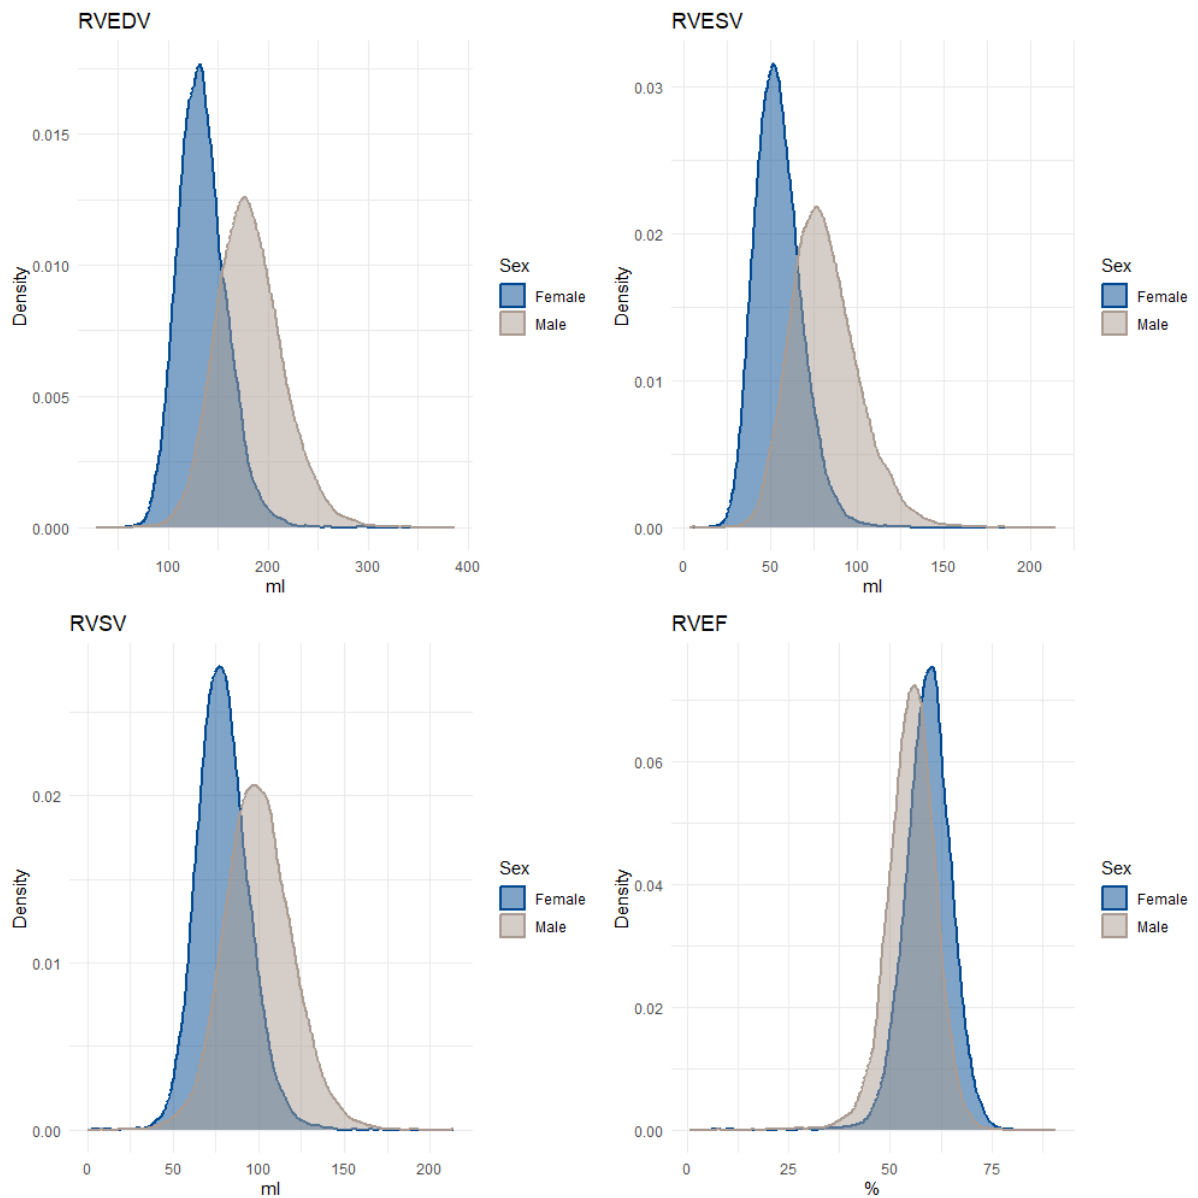 RVEDV
Density
0.015
0.010
0.005
0.000
100 200 300 400
ml
Sex
Female
Male
RVESV
Density
0.03
0.02
0.01
0.00
0 50 100 150 200
ml
Sex
Female
Male
RVSV
Density
0.02
0.01
0.00
0 50 100 150 200
ml
Sex
Female
Male
RVEF
Density
0.06
0.04
0.02
0.00
0 25 50 75
%
Sex
Female
Male